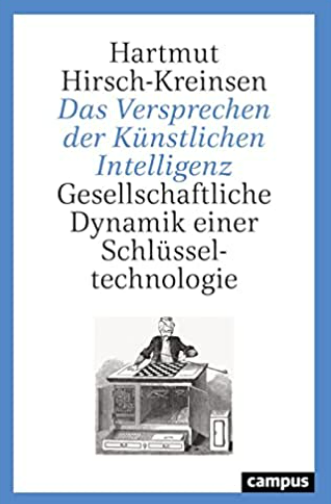 Hartmut
Hirsch-Kreinsen
Das Versprechen
der Künstlichen
Intelligenz
Gesellschaftliche
Dynamik einer
Schlüssel-
technologie
campus